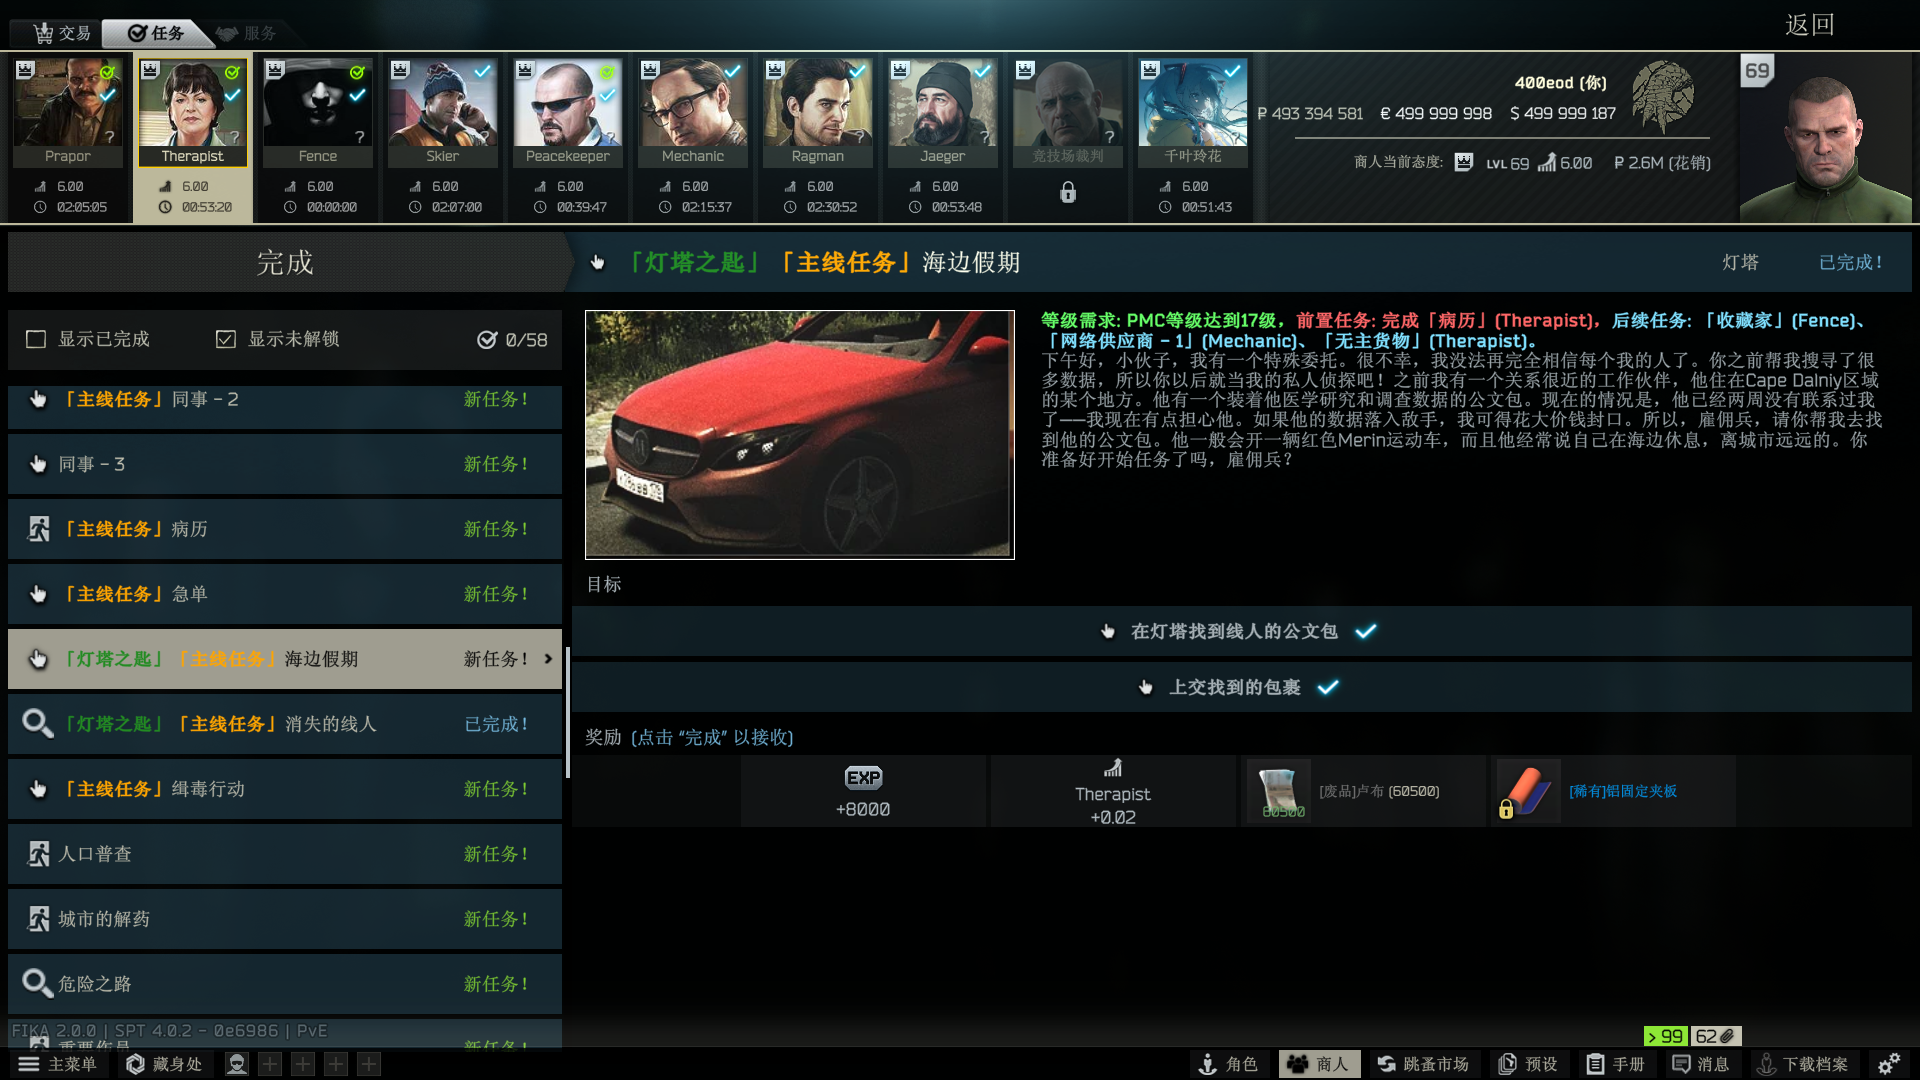 交易
任务
服务
返回
Prapor
6.00
02:05:05
Therapist
6.00
00:53:20
Fence
6.00
00:00:00
Skier
6.00
02:07:00
Peacekeeper
6.00
00:39:47
Mechanic
6.00
02:15:37
Ragman
6.00
02:30:52
Jaeger
6.00
00:53:48
竞技场裁判
千叶玲花
6.00
00:51:43
400eod (你)
₽ 493 394 581 € 499 999 998 $ 499 999 187
商人当前态度: LVL 69 6.00 ₽ 2.6M (花销)
69
完成
显示已完成
显示未解锁
0/58
「主线任务」同事 – 2 新任务！
同事 – 3 新任务！
「主线任务」病历 新任务！
「主线任务」急单 新任务！
「灯塔之匙」「主线任务」海边假期 新任务！
「灯塔之匙」「主线任务」消失的线人 已完成！
「主线任务」缉毒行动 新任务！
人口普查 新任务！
城市的解药 新任务！
危险之路 新任务！
重要伤员 新任务！
FIKA 2.0.0 | SPT 4.0.2 – 0e6986 | PvE
「灯塔之匙」「主线任务」海边假期 灯塔 已完成！
等级需求: PMC等级达到17级，前置任务: 完成「病历」(Therapist)，后续任务: 「收藏家」(Fence)、
「网络供应商 – 1」(Mechanic)、「无主货物」(Therapist)。
下午好，小伙子，我有一个特殊委托。很不幸，我没法再完全相信每个我的人了。你之前帮我搜寻了很
多数据，所以你以后就当我的私人侦探吧！之前我有一个关系很近的工作伙伴，他住在Cape Dalniy区域
的某个地方。他有一个装着他医学研究和调查数据的公文包。现在的情况是，他已经两周没有联系过我
了——我现在有点担心他。如果他的数据落入敌手，我可得花大价钱封口。所以，雇佣兵，请你帮我去找
到他的公文包。他一般会开一辆红色Merin运动车，而且他经常说自己在海边休息，离城市远远的。你
准备好开始任务了吗，雇佣兵？
目标
在灯塔找到线人的公文包
上交找到的包裹
奖励 (点击 “完成” 以接收)
EXP
+8000
Therapist
+0.02
60500
[废品]卢布 (60500)
[稀有]铝固定夹板
> 99
62
主菜单
藏身处
角色
商人
跳蚤市场
预设
手册
消息
下载档案